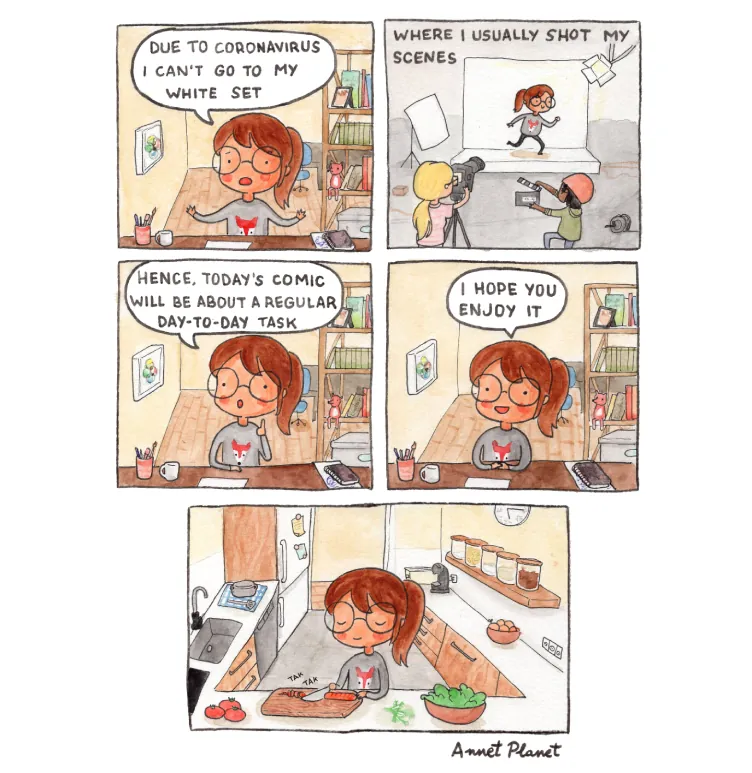 DUE TO CORONAVIRUS
I CAN'T GO TO MY
WHITE SET
WHERE I USUALLY SHOT MY
SCENES
HENCE, TODAY'S COMIC
WILL BE ABOUT A REGULAR
DAY-TO-DAY TASK
I HOPE YOU
ENJOY IT
TAK
TAK
Annet Planet